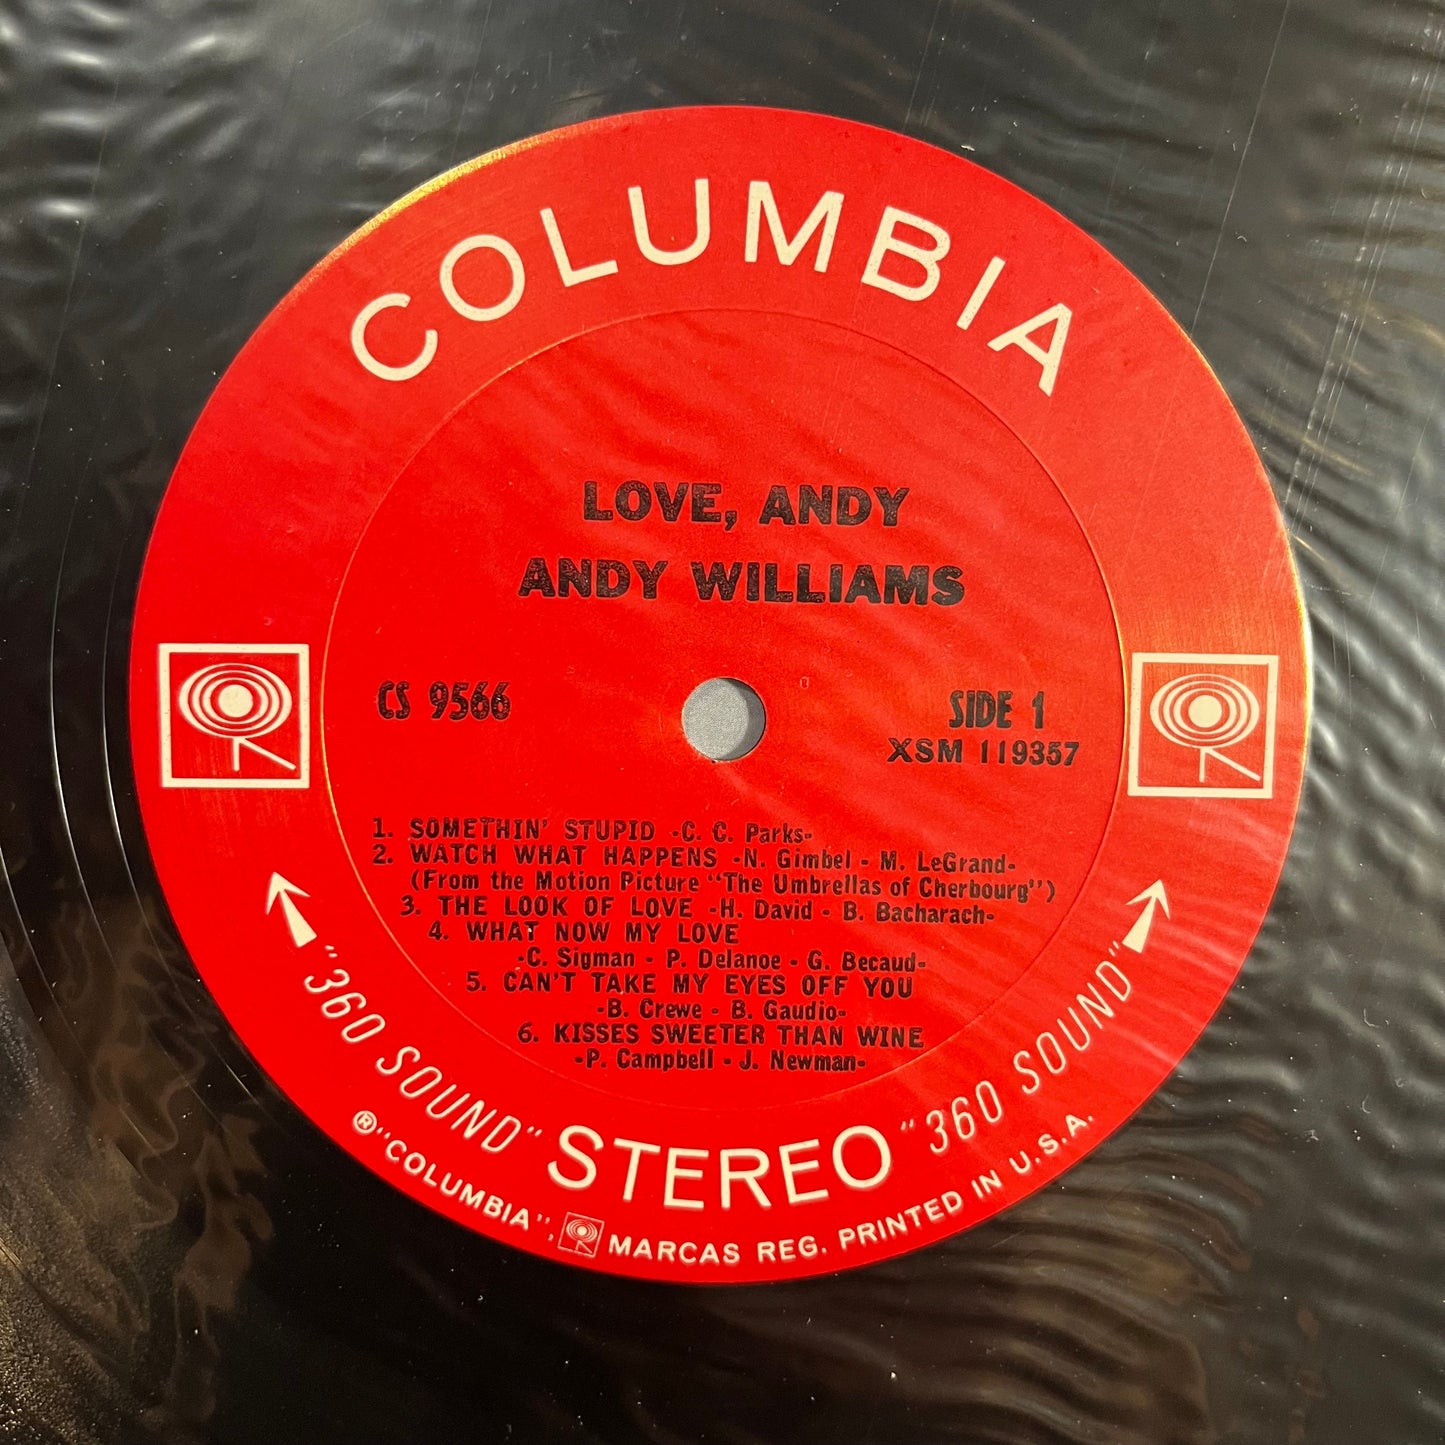 COLUMBIA
LOVE, ANDY
ANDY WILLIAMS
CS 9566
SIDE 1
XSM 119357
1. SOMETHIN' STUPID -C. C. Parks-
2. WATCH WHAT HAPPENS -N. Gimbel - M. LeGrand-
(From the Motion Picture "The Umbrellas of Cherbourg")
3. THE LOOK OF LOVE -H. David - B. Bacharach-
4. WHAT NOW MY LOVE
-C. Sigman - P. Delanoe - G. Becaud-
5. CAN'T TAKE MY EYES OFF YOU
-B. Crewe - B. Gaudio-
6. KISSES SWEETER THAN WINE
-P. Campbell - J. Newman-
"360 SOUND" STEREO "360 SOUND"
®"COLUMBIA", MARCAS REG. PRINTED IN U.S.A.